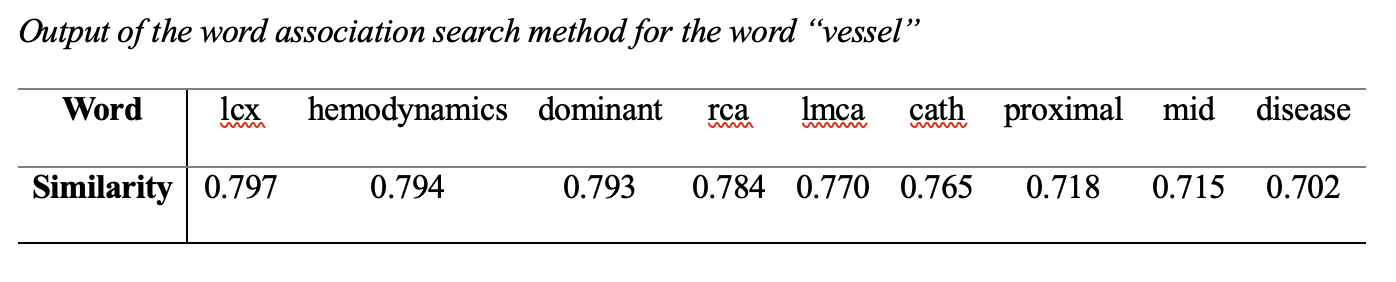 Output of the word association search method for the word “vessel”
Word lcx hemodynamics dominant rca lmca cath proximal mid disease
Similarity 0.797 0.794 0.793 0.784 0.770 0.765 0.718 0.715 0.702